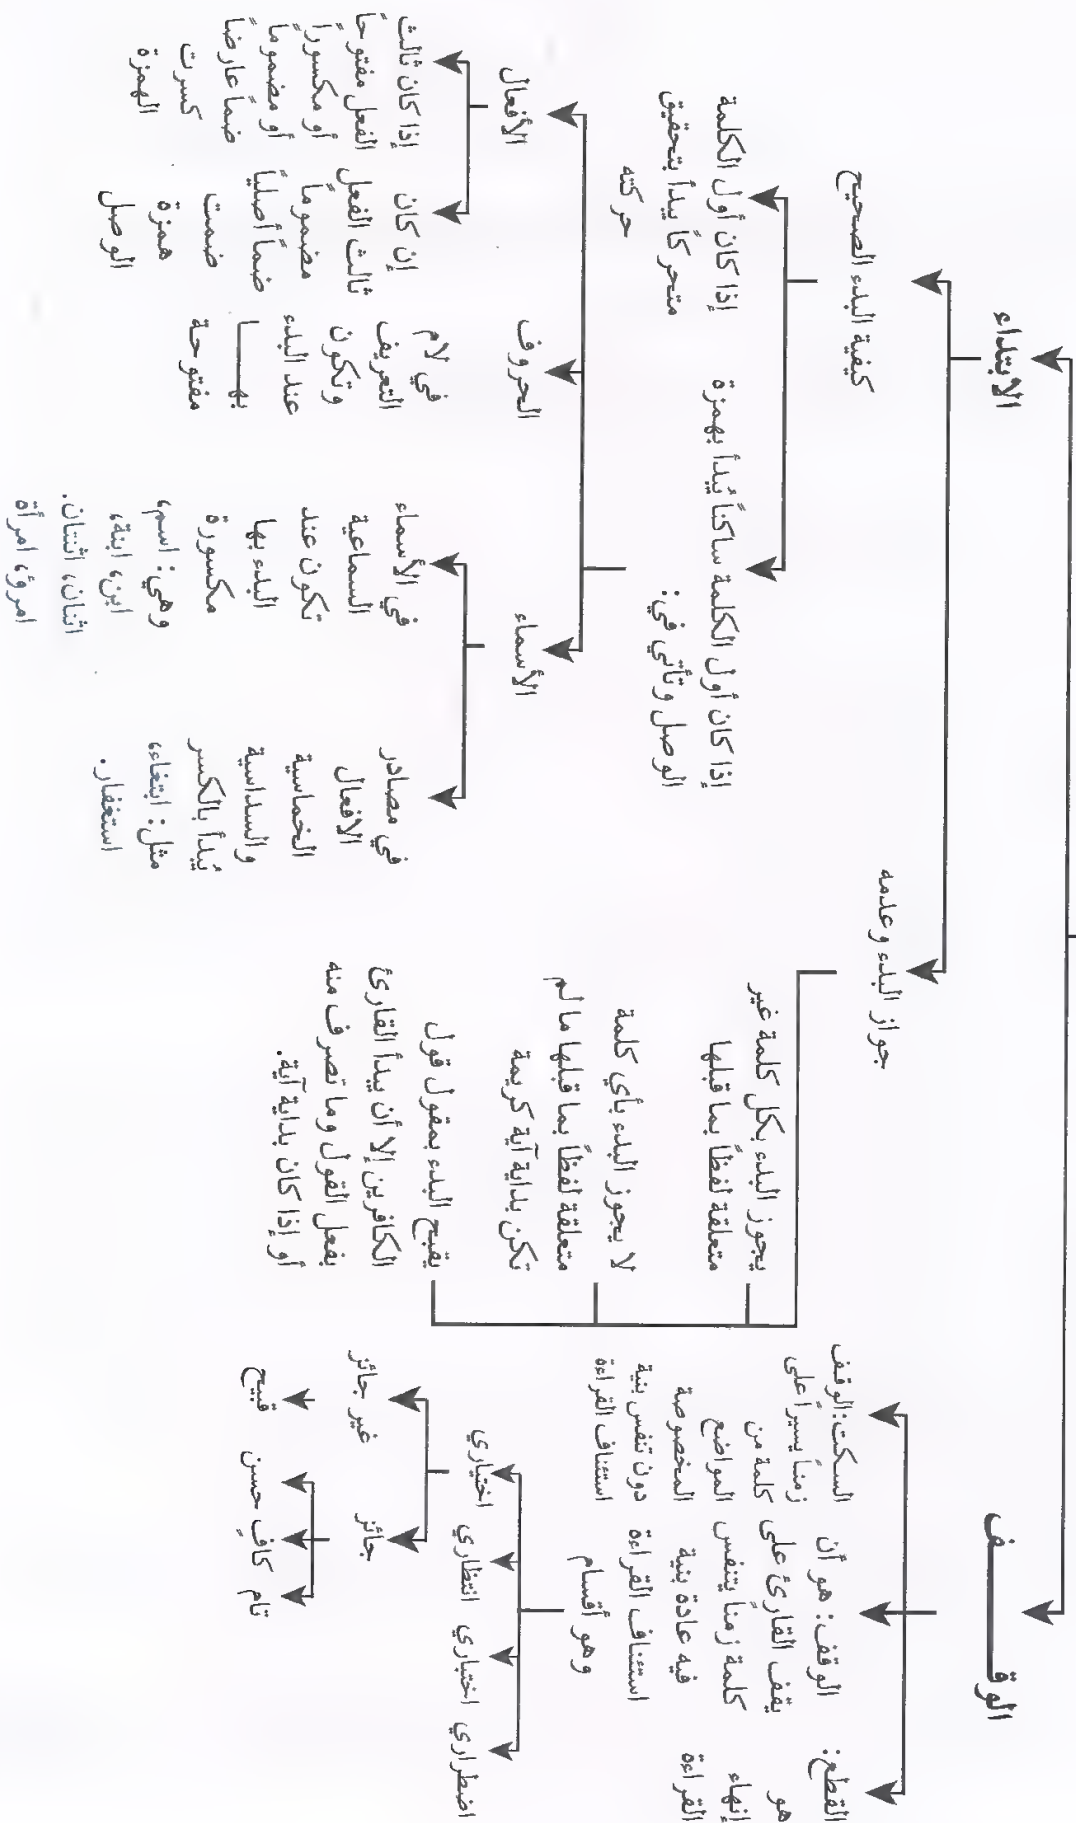 الوقـــــف
القطع:
هو
إنهاء
القراءة
الوقف: هو أن
يقف القارئ على
كلمة زمناً يتنفس
فيه عادة بنية
استئناف القراءة
وهو أقسام
السكت: الوقف
زمناً يسيراً على
كلمة من
المواضع
المخصوصة
دون تنفس بنية
استئناف القراءة
اضطراري
اختباري
انتظاري
اختياري
جائز
غير جائز
تام
كافٍ
حسن
قبيح
الابتداء
جواز البدء وعدمه
يجوز البدء بكل كلمة غير
متعلقة لفظاً بما قبلها
لا يجوز البدء بأي كلمة
متعلقة لفظاً بما قبلها ما لم
تكن بداية آية كريمة
يقبح البدء بمقول قول
الكافرين إلا أن يبدأ القارئ
بفعل القول وما تصرف منه
أو إذا كان بداية آية.
كيفية البدء الصحيح
إذا كان أول الكلمة ساكناً يُبدأ بهمزة
الوصل وتأتي في:
إذا كان أول الكلمة
متحركاً يبدأ بتحقيق
حركته
الأسماء
في مصادر
الافعال
الخماسية
والسداسية
يُبدأ بالكسر
مثل: ابتغاء،
استغفار.
في الأسماء
السماعية
تكون عند
البدء بها
مكسورة
وهي: اسم،
ابن، ابنة،
اثنان، اثنتان.
امرؤ، امرأة
الحروف
في لام
التعريف
وتكون
عند البدء
بهــــا
مفتوحة
الأفعال
إن كان
ثالث الفعل
مضموماً
ضماً أصلياً
ضمت
همزة
الوصل
إذا كان ثالث
الفعل مفتوحاً
أو مكسوراً
أو مضموماً
ضماً عارضاً
كسرت
الهمزة